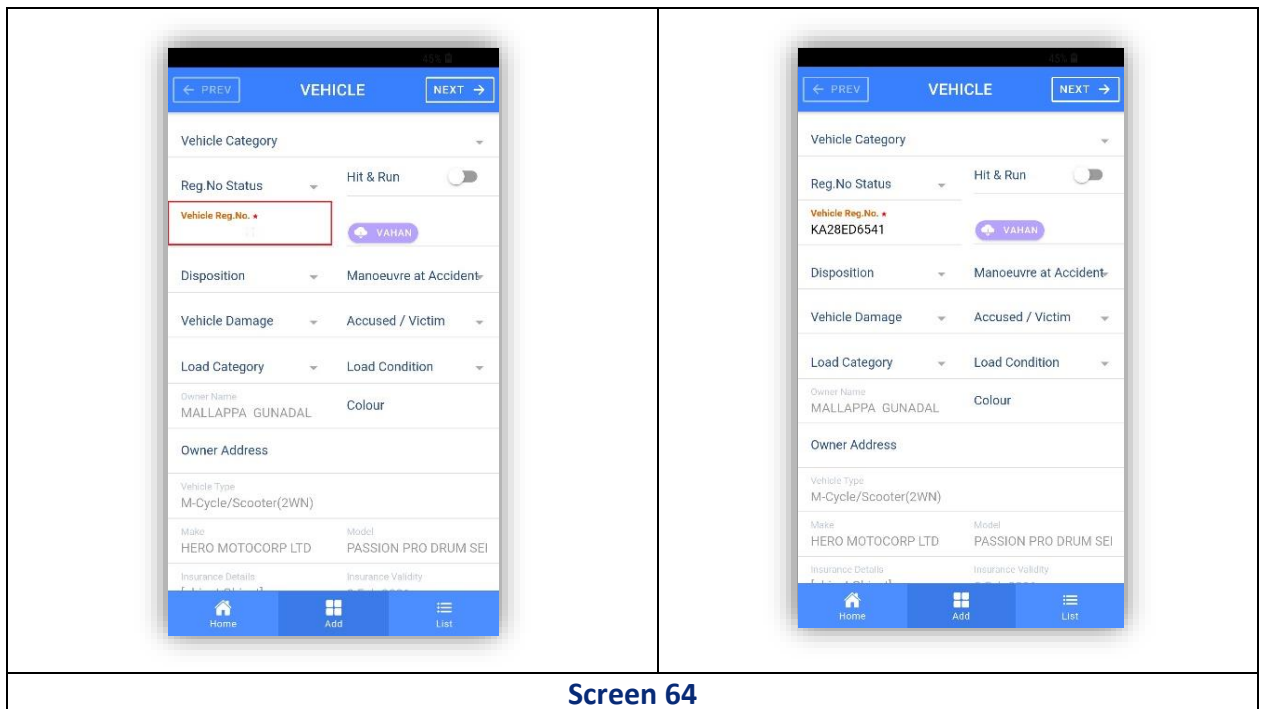 45%
← PREV VEHICLE NEXT →
Vehicle Category
Reg.No Status Hit & Run
Vehicle Reg.No. *
VAHAN
Disposition Manoeuvre at Accident
Vehicle Damage Accused / Victim
Load Category Load Condition
Owner Name
MALLAPPA GUNADAL Colour
Owner Address
Vehicle Type
M-Cycle/Scooter(2WN)
Make Model
HERO MOTOCORP LTD PASSION PRO DRUM SEI
Insurance Details Insurance Validity
Home Add List
45%
← PREV VEHICLE NEXT →
Vehicle Category
Reg.No Status Hit & Run
Vehicle Reg.No. *
KA28ED6541 VAHAN
Disposition Manoeuvre at Accident
Vehicle Damage Accused / Victim
Load Category Load Condition
Owner Name
MALLAPPA GUNADAL Colour
Owner Address
Vehicle Type
M-Cycle/Scooter(2WN)
Make Model
HERO MOTOCORP LTD PASSION PRO DRUM SEI
Insurance Details Insurance Validity
Home Add List
Screen 64